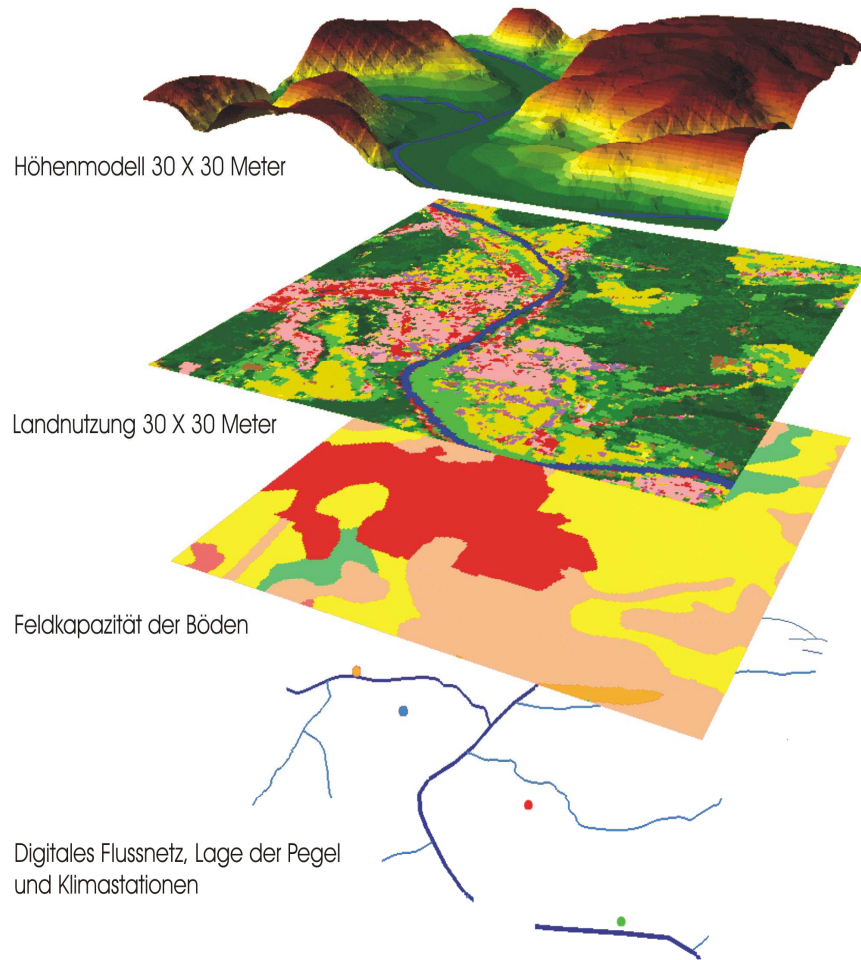 Höhenmodell 30 X 30 Meter
Landnutzung 30 X 30 Meter
Feldkapazität der Böden
Digitales Flussnetz, Lage der Pegel
und Klimastationen